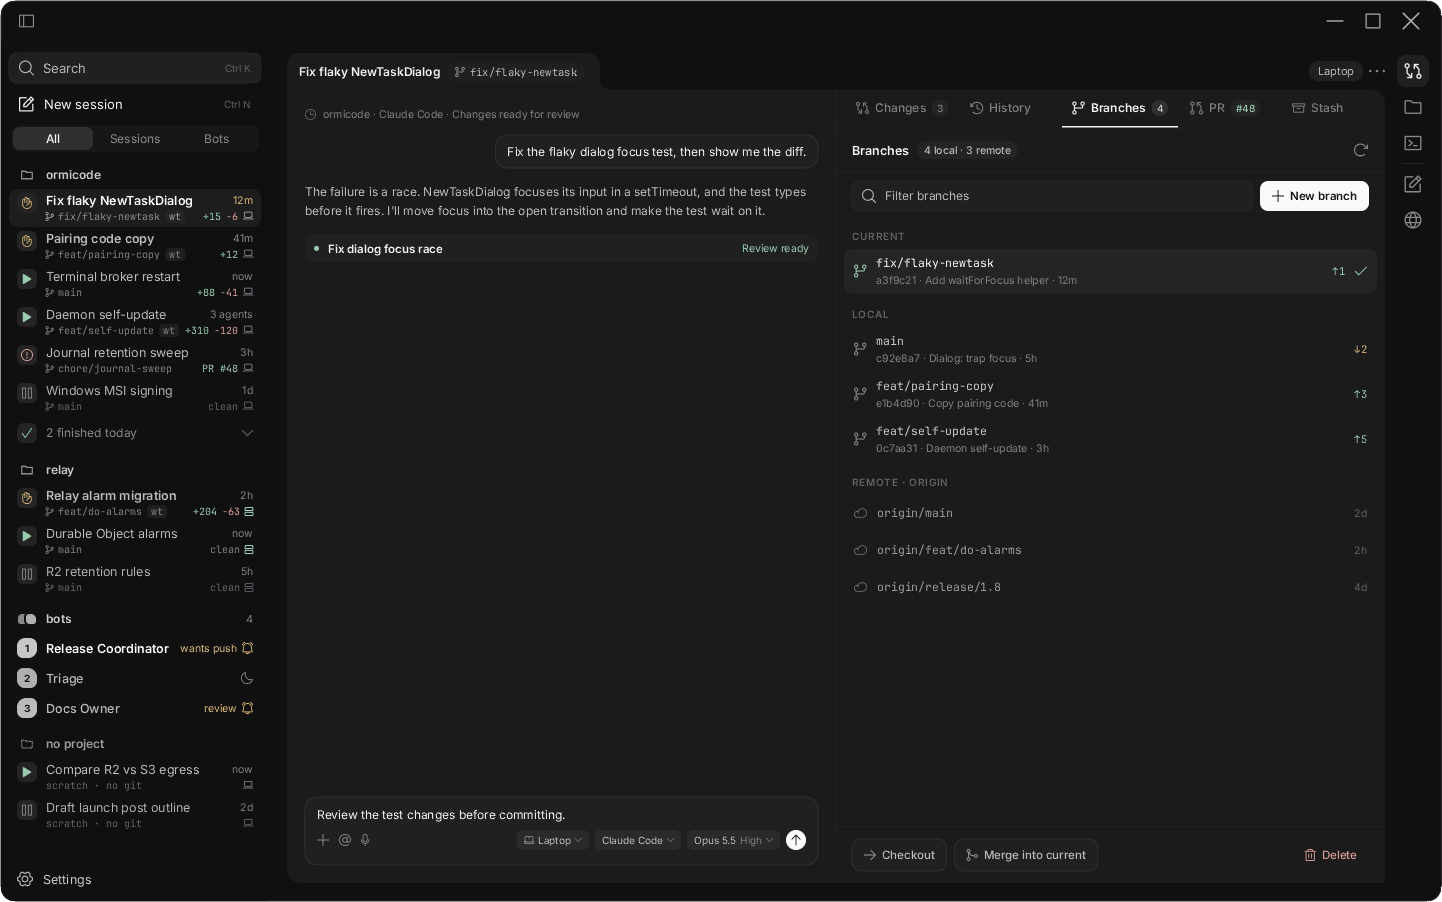 Search Ctrl K
New session Ctrl N
All Sessions Bots
ormicode
Fix flaky NewTaskDialog 12m
fix/flaky-newtask wt +15 -6
Pairing code copy 41m
feat/pairing-copy wt +12
Terminal broker restart now
main +88 -41
Daemon self-update 3 agents
feat/self-update wt +310 -120
Journal retention sweep 3h
chore/journal-sweep PR #48
Windows MSI signing 1d
main clean
2 finished today
relay
Relay alarm migration 2h
feat/do-alarms wt +204 -63
Durable Object alarms now
main clean
R2 retention rules 5h
main clean
bots 4
1 Release Coordinator wants push
2 Triage
3 Docs Owner review
no project
Compare R2 vs S3 egress now
scratch · no git
Draft launch post outline 2d
scratch · no git
Settings
Fix flaky NewTaskDialog fix/flaky-newtask
Laptop ···
ormicode · Claude Code · Changes ready for review
Fix the flaky dialog focus test, then show me the diff.
The failure is a race. NewTaskDialog focuses its input in a setTimeout, and the test types
before it fires. I'll move focus into the open transition and make the test wait on it.
Fix dialog focus race Review ready
Review the test changes before committing.
Laptop Claude Code Opus 5.5 High
Changes 3 History Branches 4 PR #48 Stash
Branches 4 local · 3 remote
Filter branches New branch
CURRENT
fix/flaky-newtask ↑1
a3f9c21 · Add waitForFocus helper · 12m
LOCAL
main ↓2
c92e8a7 · Dialog: trap focus · 5h
feat/pairing-copy ↑3
e1b4d90 · Copy pairing code · 41m
feat/self-update ↑5
0c7aa31 · Daemon self-update · 3h
REMOTE · ORIGIN
origin/main 2d
origin/feat/do-alarms 2h
origin/release/1.8 4d
Checkout Merge into current Delete